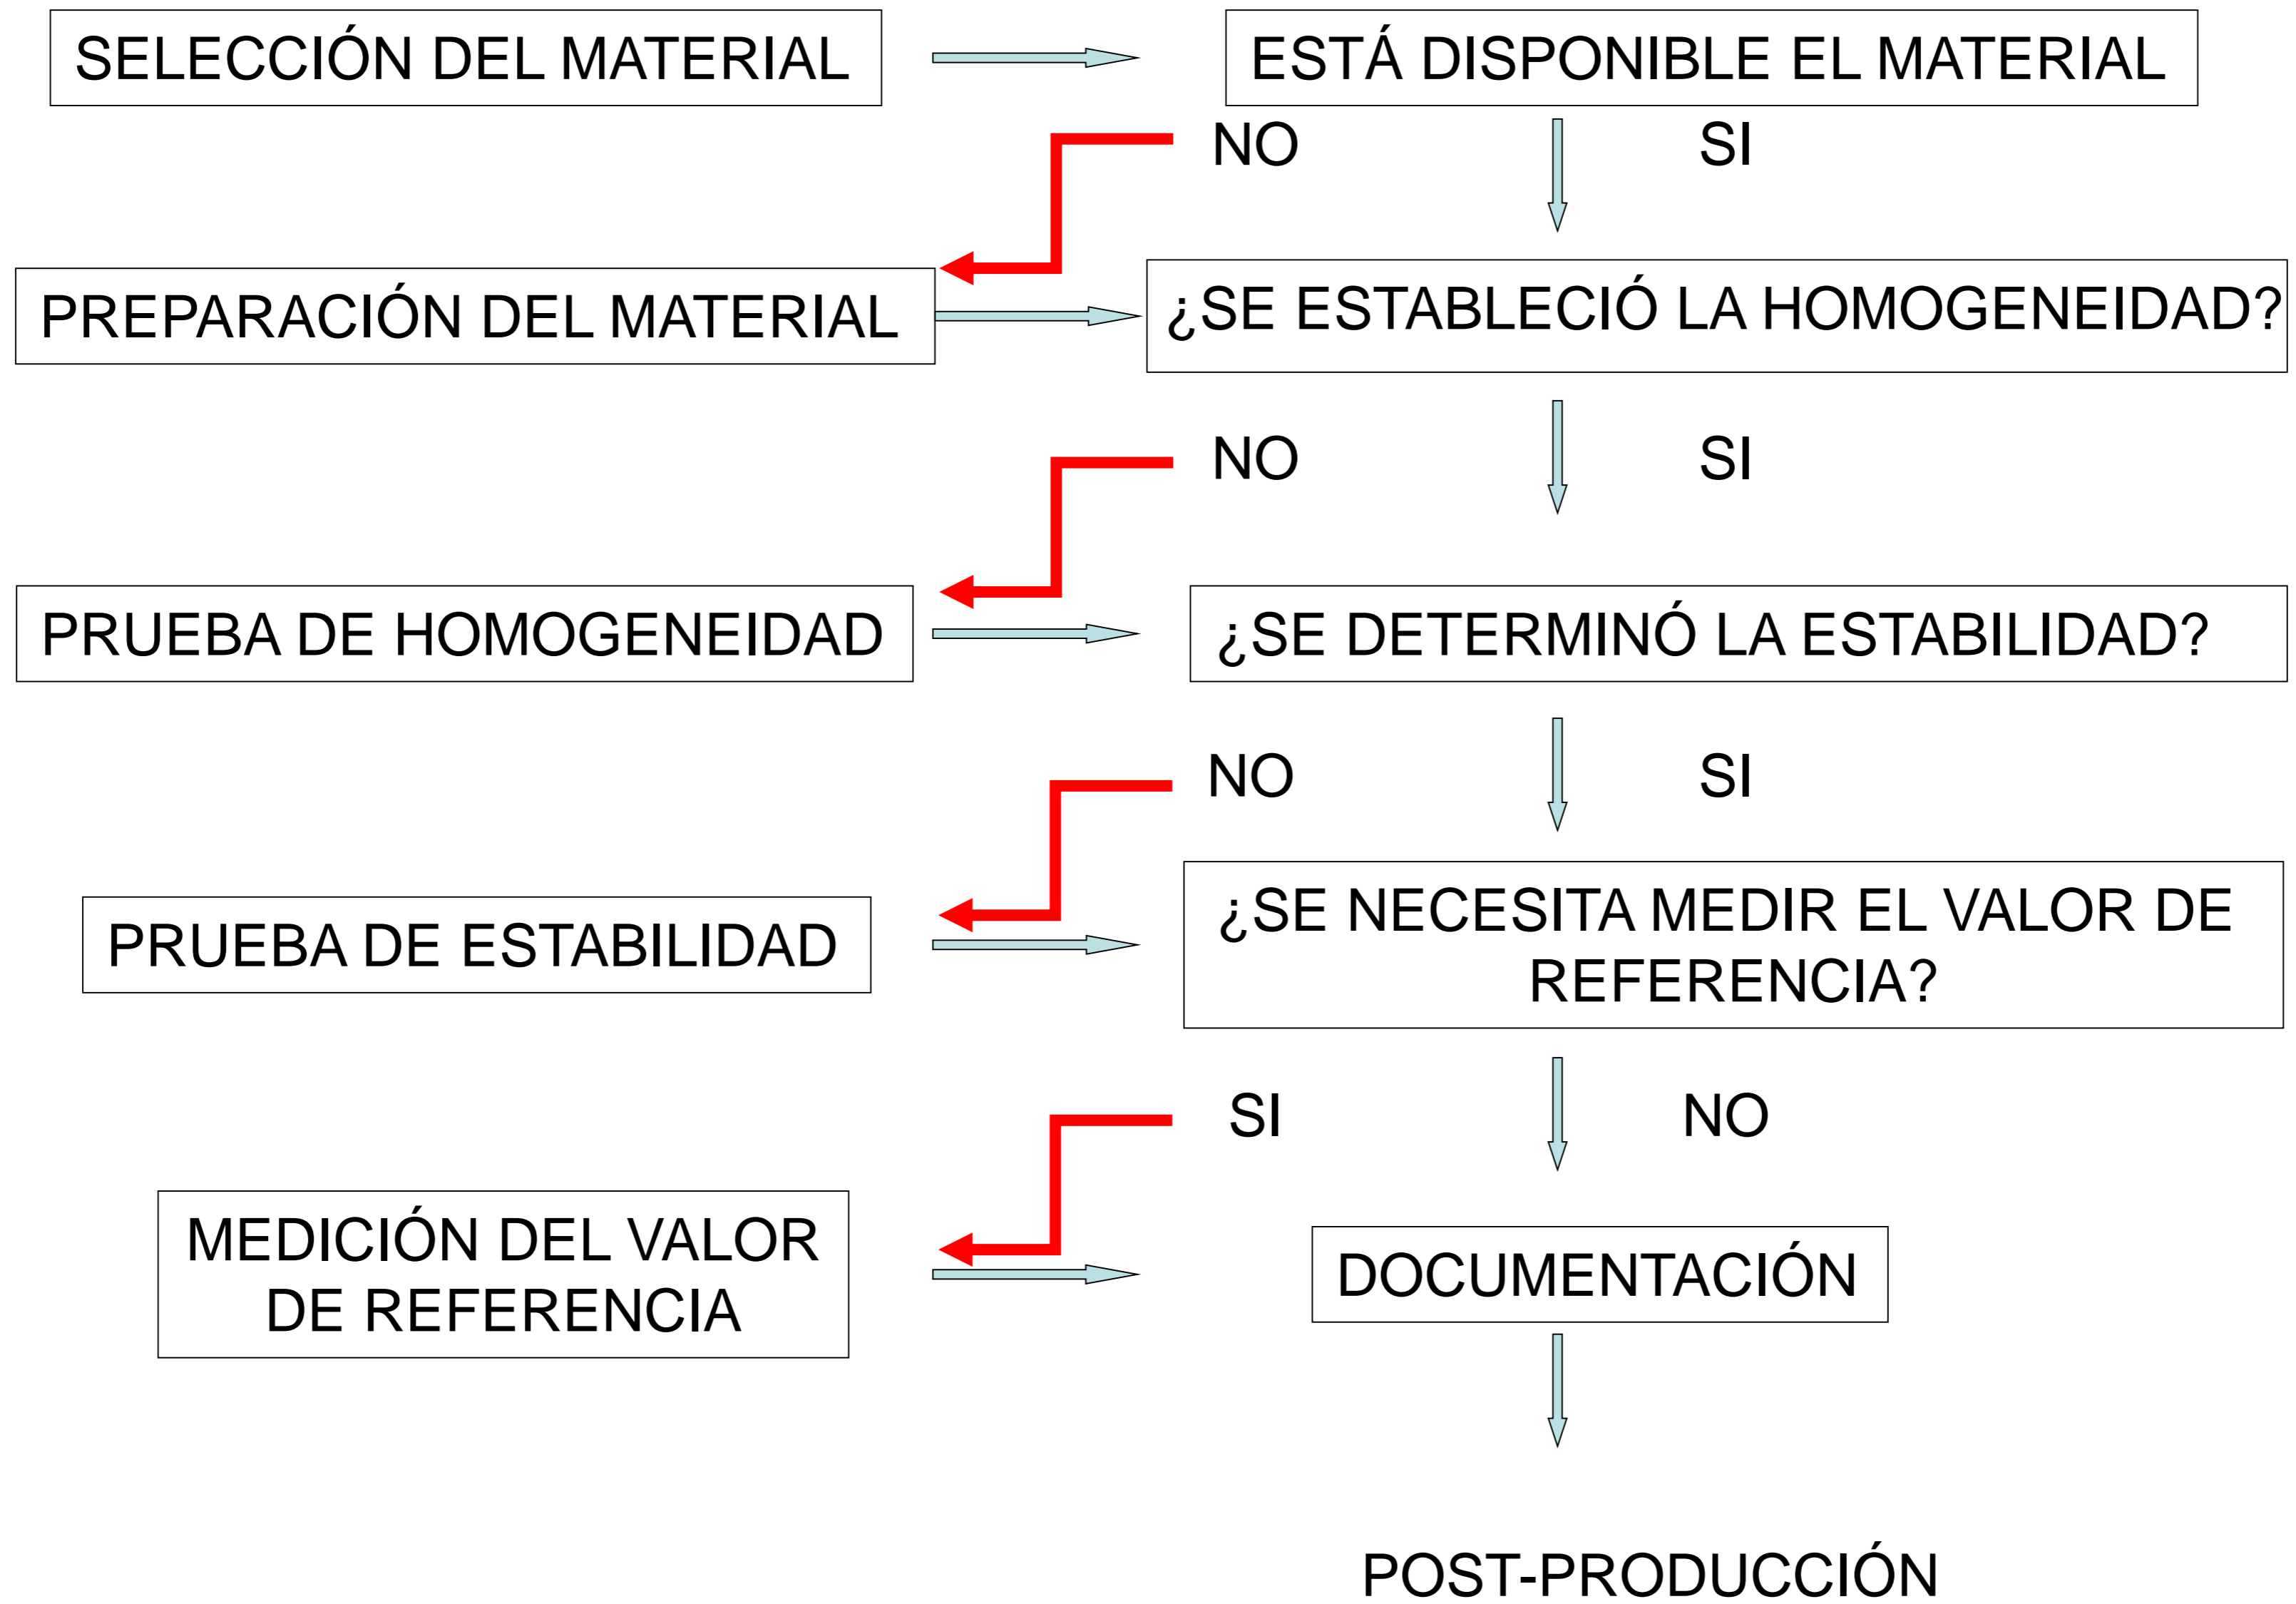 SELECCIÓN DEL MATERIAL
ESTÁ DISPONIBLE EL MATERIAL
NO
SI
PREPARACIÓN DEL MATERIAL
¿SE ESTABLECIÓ LA HOMOGENEIDAD?
NO
SI
PRUEBA DE HOMOGENEIDAD
¿SE DETERMINÓ LA ESTABILIDAD?
NO
SI
PRUEBA DE ESTABILIDAD
¿SE NECESITA MEDIR EL VALOR DE
REFERENCIA?
SI
NO
MEDICIÓN DEL VALOR
DE REFERENCIA
DOCUMENTACIÓN
POST-PRODUCCIÓN